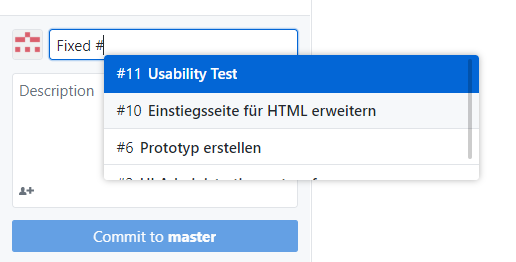 Fixed #
#11 Usability Test
Description
#10 Einstiegsseite für HTML erweitern
#6 Prototyp erstellen
Commit to master